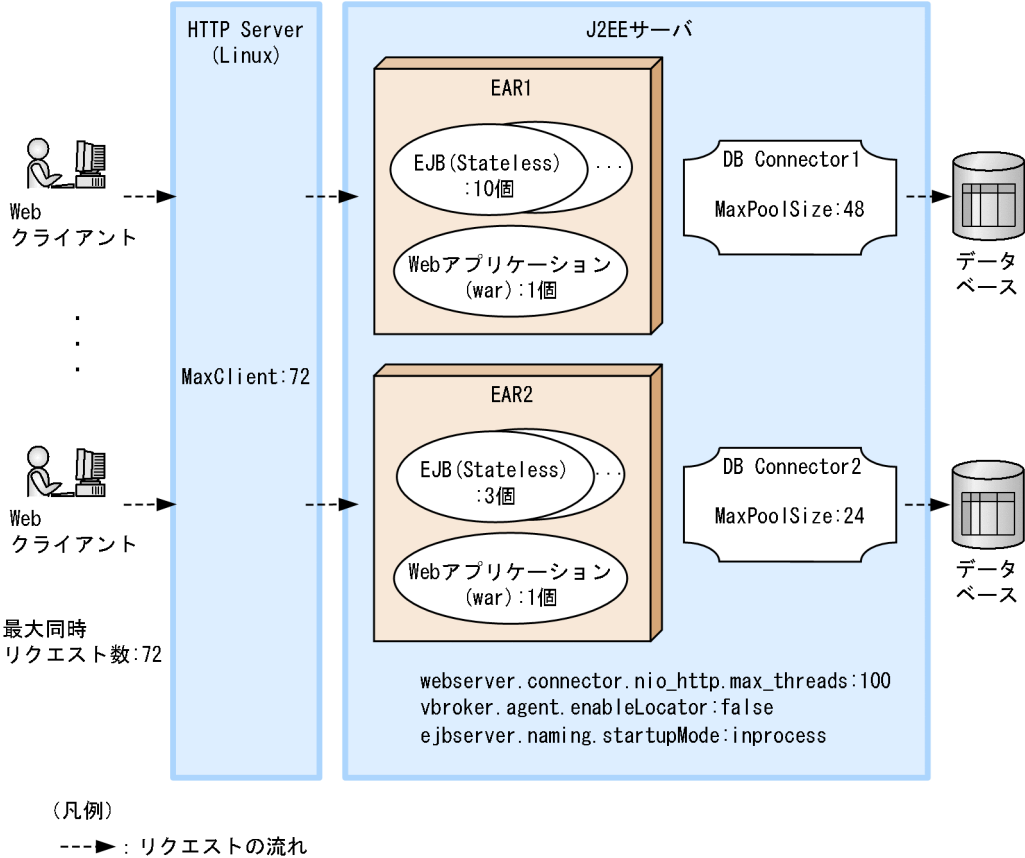 HTTP Server
(Linux)
J2EEサーバ
EAR1
EJB(Stateless)
:10個
...
Webアプリケーション
(war):1個
DB Connector1
MaxPoolSize:48
Web
クライアント
データ
ベース
・
・
・
MaxClient:72
EAR2
EJB(Stateless)
:3個
...
Webアプリケーション
(war):1個
DB Connector2
MaxPoolSize:24
Web
クライアント
データ
ベース
最大同時
リクエスト数:72
webserver.connector.nio_http.max_threads:100
vbroker.agent.enableLocator:false
ejbserver.naming.startupMode:inprocess
(凡例)
:リクエストの流れ